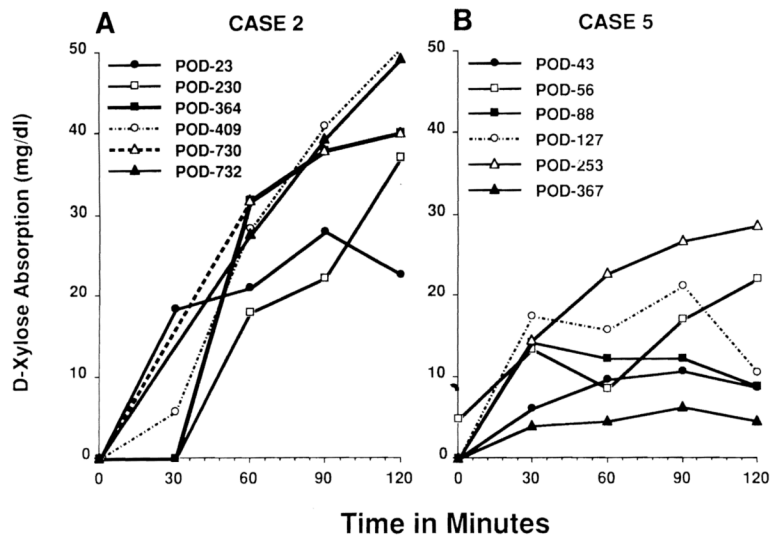 A CASE 2
B CASE 5
D-Xylose Absorption (mg/dl)
50
40
30
20
10
0
POD-23
POD-230
POD-364
POD-409
POD-730
POD-732
0 30 60 90 120
50
40
30
20
10
0
POD-43
POD-56
POD-88
POD-127
POD-253
POD-367
0 30 60 90 120
Time in Minutes